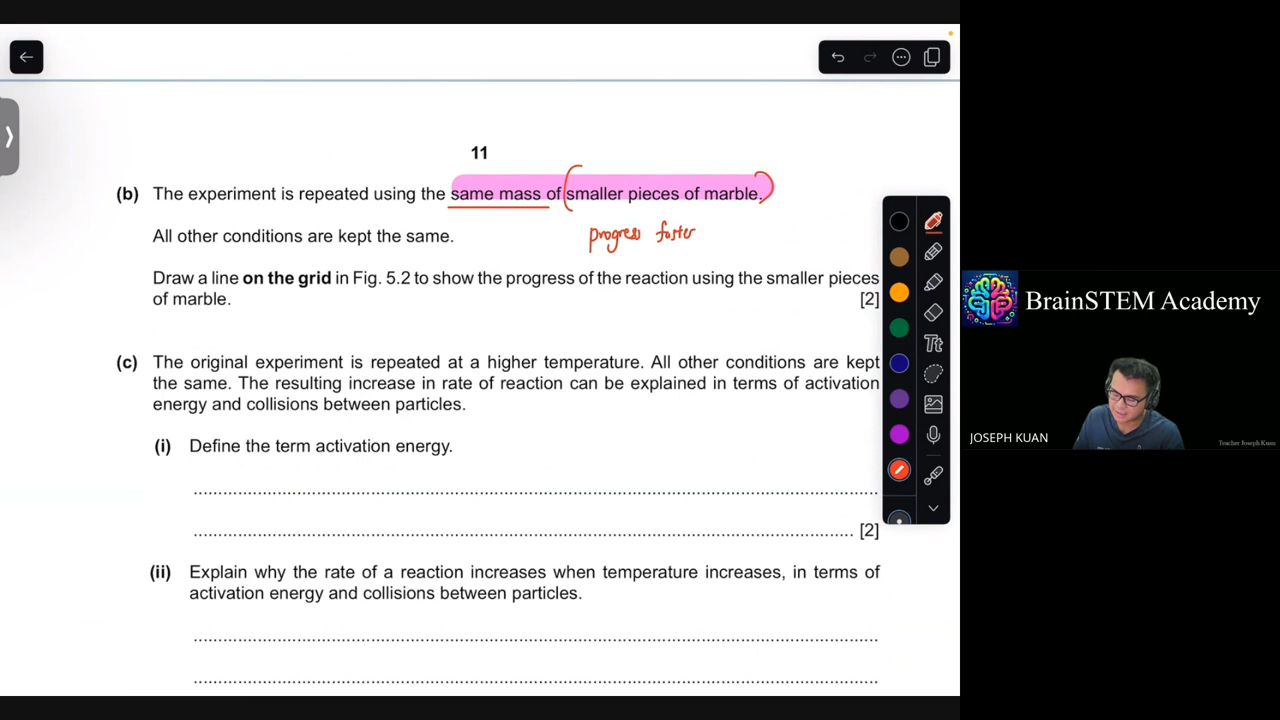 11
(b) The experiment is repeated using the same mass of smaller pieces of marble.
All other conditions are kept the same.
progress faster
Draw a line on the grid in Fig. 5.2 to show the progress of the reaction using the smaller pieces
of marble. [2]
(c) The original experiment is repeated at a higher temperature. All other conditions are kept
the same. The resulting increase in rate of reaction can be explained in terms of activation
energy and collisions between particles.
(i) Define the term activation energy.
[2]
(ii) Explain why the rate of a reaction increases when temperature increases, in terms of
activation energy and collisions between particles.
Tt
BrainSTEM Academy
JOSEPH KUAN
Teacher Joseph Kuan